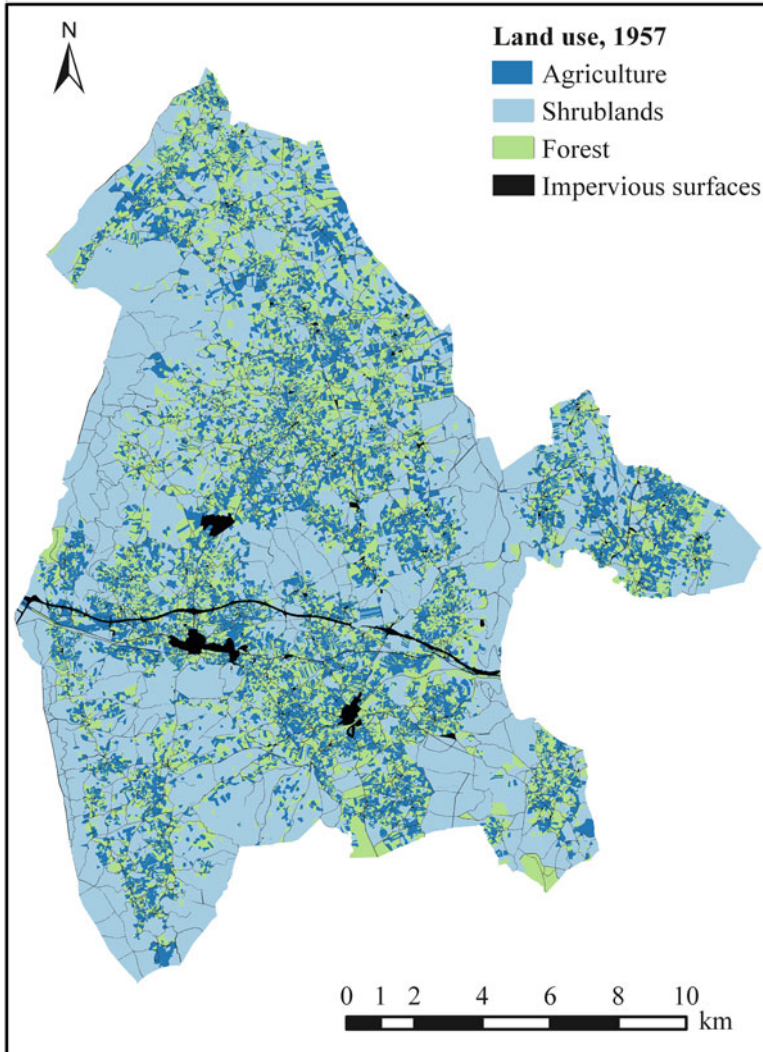 N
Land use, 1957
Agriculture
Shrublands
Forest
Impervious surfaces
0 1 2 4 6 8 10
km